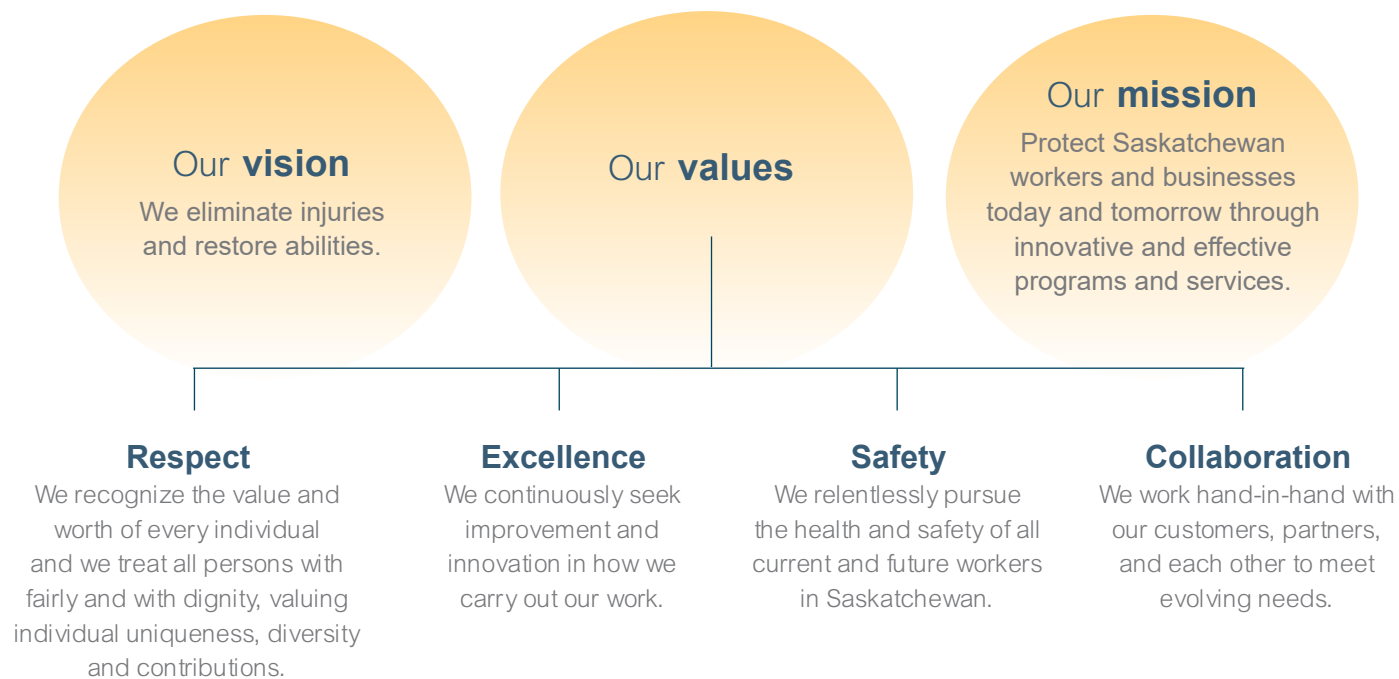 Our vision
We eliminate injuries
and restore abilities.
Our values
Our mission
Protect Saskatchewan
workers and businesses
today and tomorrow through
innovative and effective
programs and services.
Respect
We recognize the value and
worth of every individual
and we treat all persons with
fairly and with dignity, valuing
individual uniqueness, diversity
and contributions.
Excellence
We continuously seek
improvement and
innovation in how we
carry out our work.
Safety
We relentlessly pursue
the health and safety of all
current and future workers
in Saskatchewan.
Collaboration
We work hand-in-hand with
our customers, partners,
and each other to meet
evolving needs.